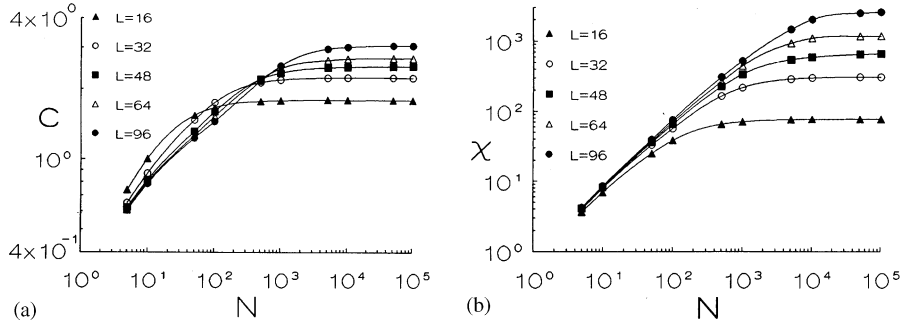 4×10⁰
10⁰
4×10⁻¹
C
▲ L=16
○ L=32
■ L=48
△ L=64
● L=96
10⁰ 10¹ 10² 10³ 10⁴ 10⁵
N
(a)
10³
10²
10¹
10⁰
χ
▲ L=16
○ L=32
■ L=48
△ L=64
● L=96
10⁰ 10¹ 10² 10³ 10⁴ 10⁵
N
(b)